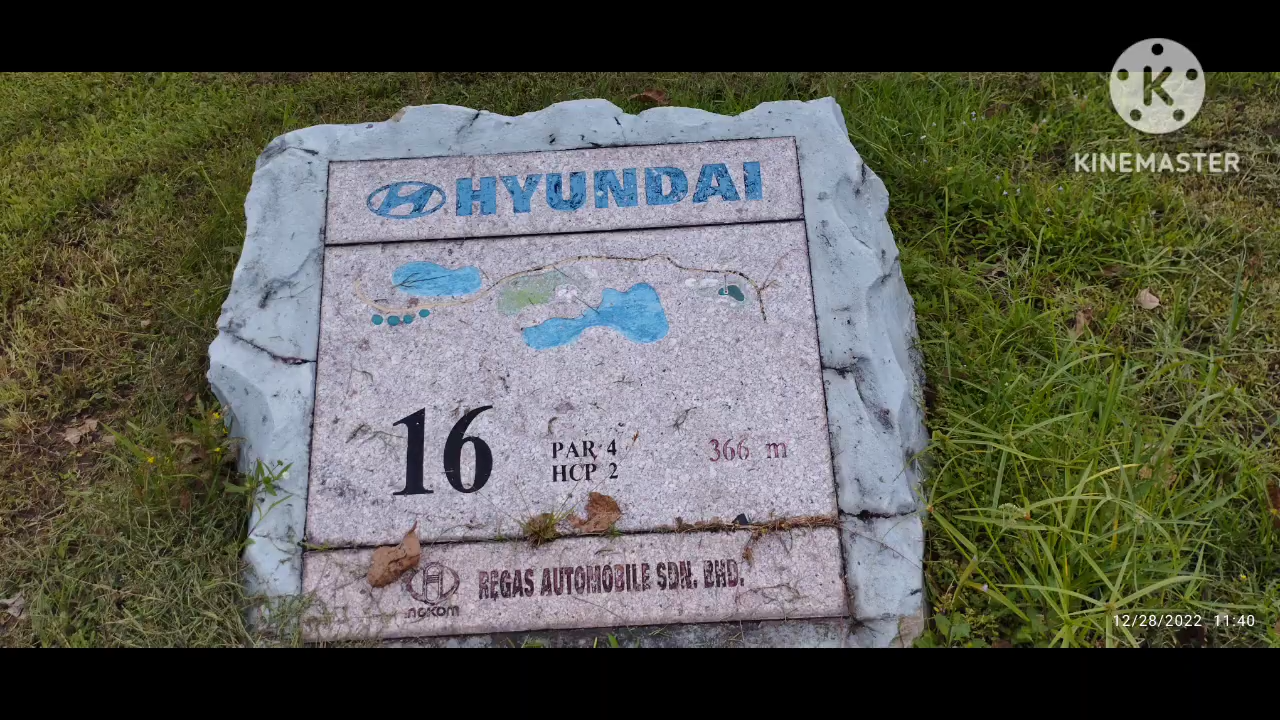 K
KINEMASTER
HYUNDAI
16
PAR 4
HCP 2
366 m
REGAS AUTOMOBILE SDN. BHD.
12/28/2022 11:40